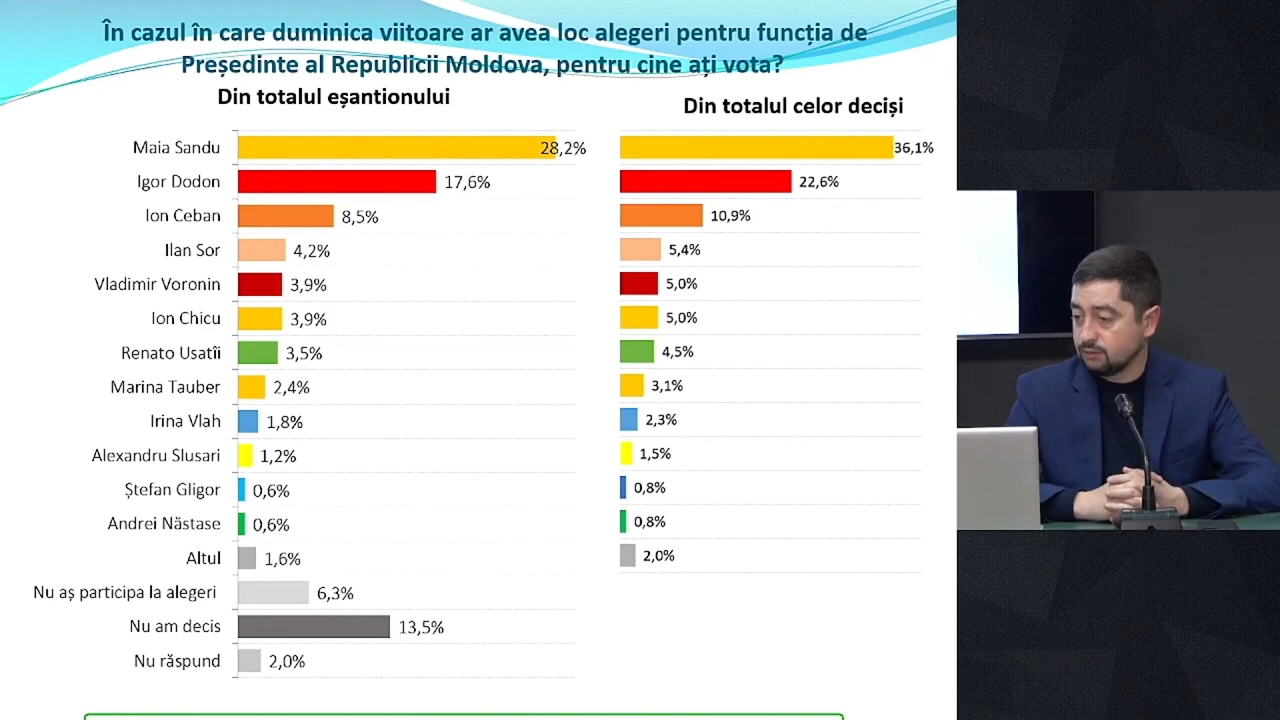 În cazul în care duminica viitoare ar avea loc alegeri pentru funcția de
Președinte al Republicii Moldova, pentru cine ați vota?
Din totalul eșantionului
Din totalul celor deciși
Maia Sandu 28,2% 36,1%
Igor Dodon 17,6% 22,6%
Ion Ceban 8,5% 10,9%
Ilan Sor 4,2% 5,4%
Vladimir Voronin 3,9% 5,0%
Ion Chicu 3,9% 5,0%
Renato Usatîi 3,5% 4,5%
Marina Tauber 2,4% 3,1%
Irina Vlah 1,8% 2,3%
Alexandru Slusari 1,2% 1,5%
Ștefan Gligor 0,6% 0,8%
Andrei Năstase 0,6% 0,8%
Altul 1,6% 2,0%
Nu aș participa la alegeri 6,3%
Nu am decis 13,5%
Nu răspund 2,0%